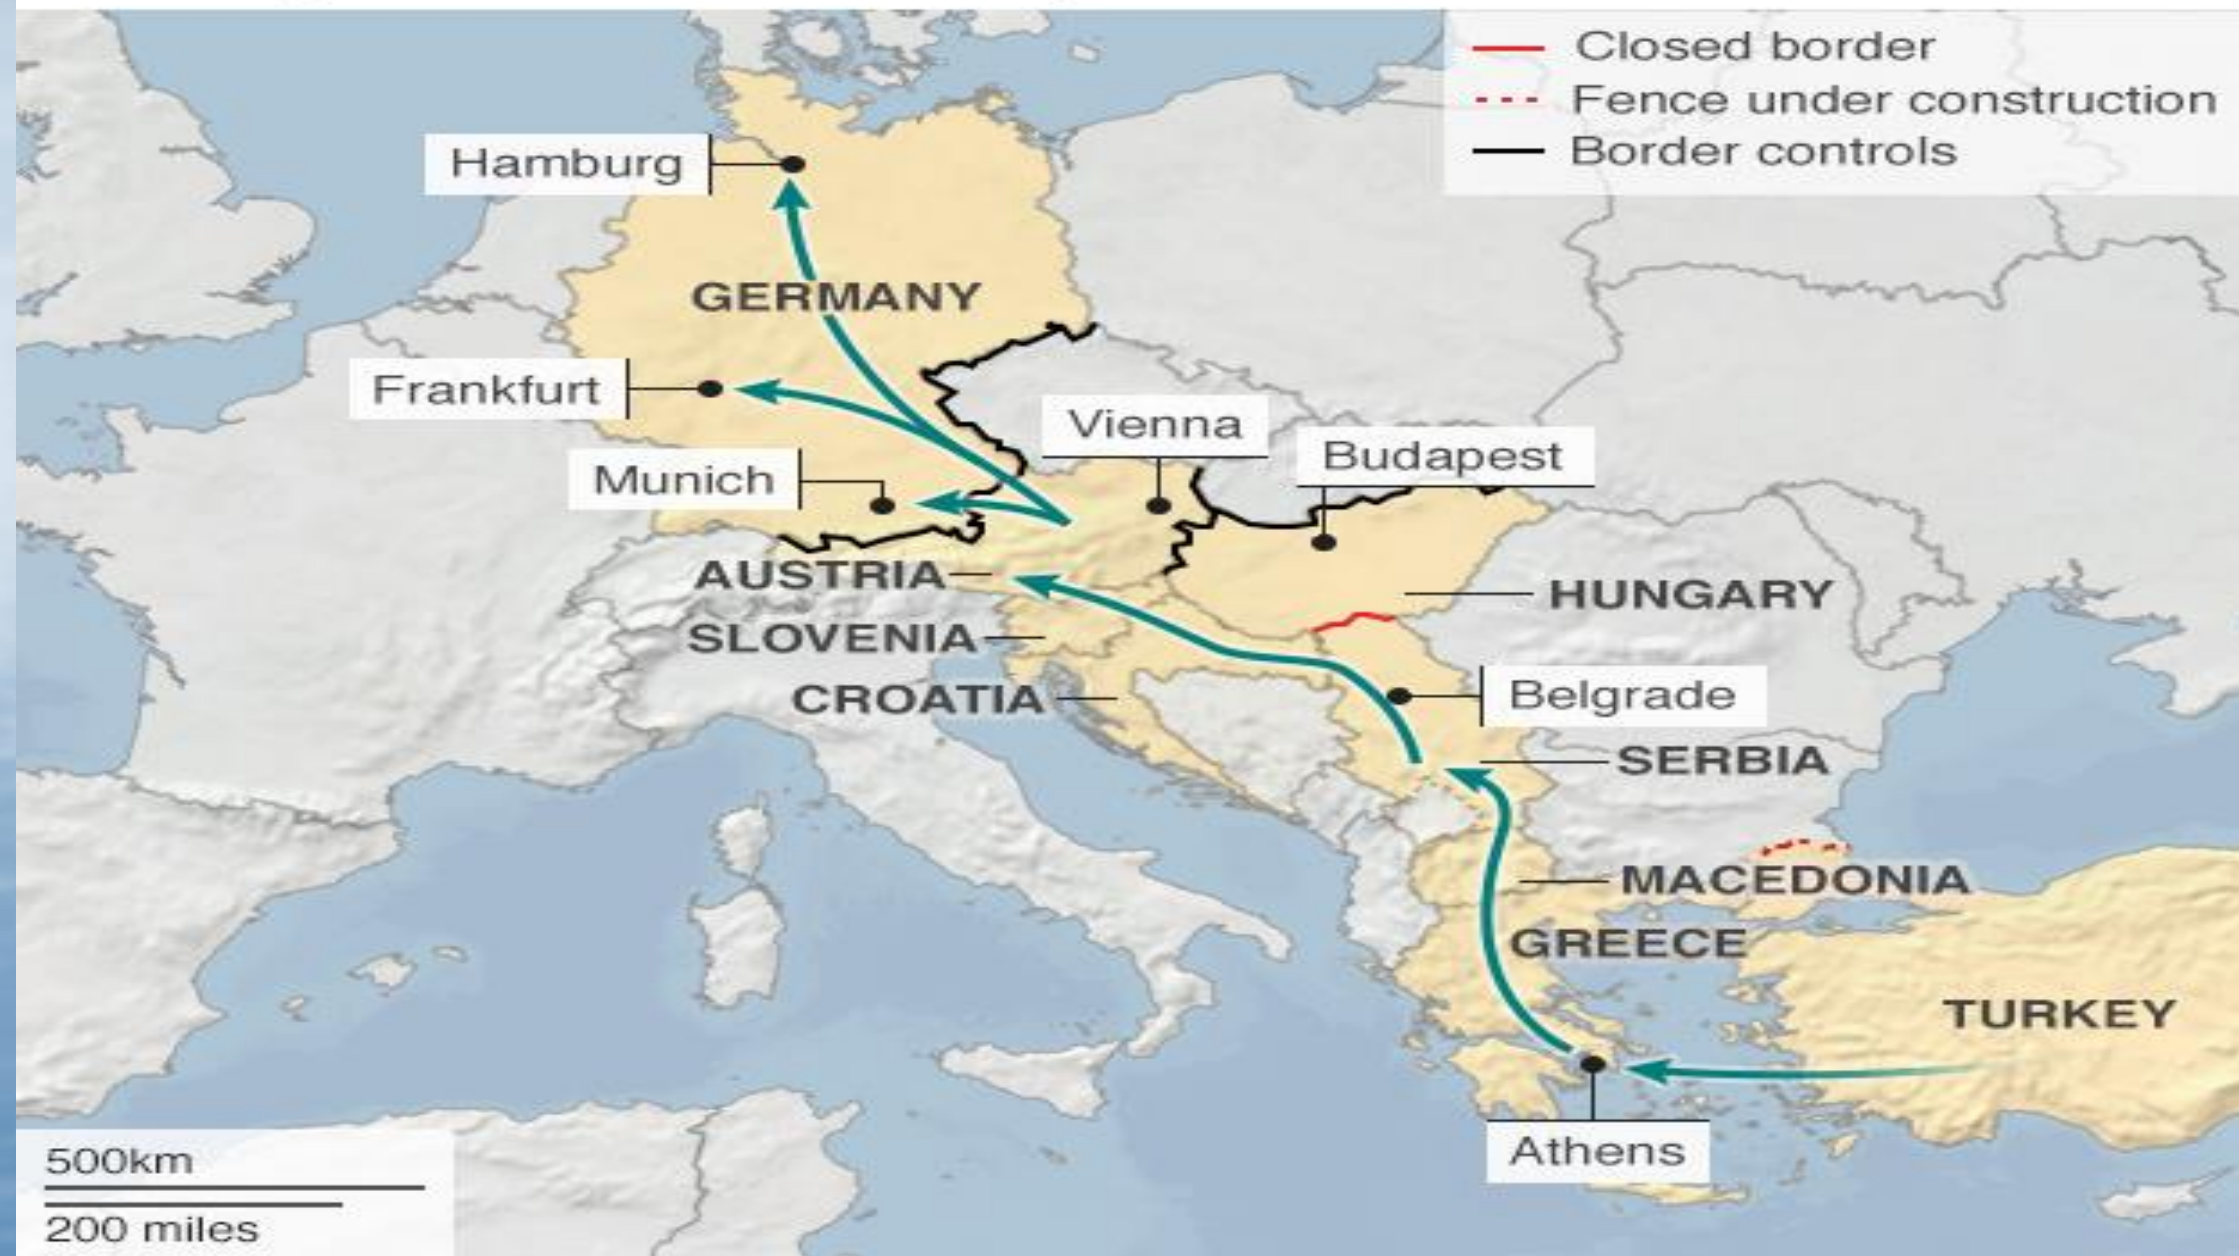 Closed border
Fence under construction
Border controls
Hamburg
GERMANY
Frankfurt
Vienna
Budapest
Munich
AUSTRIA
HUNGARY
SLOVENIA
Belgrade
CROATIA
SERBIA
MACEDONIA
GREECE
TURKEY
Athens
500km
200 miles